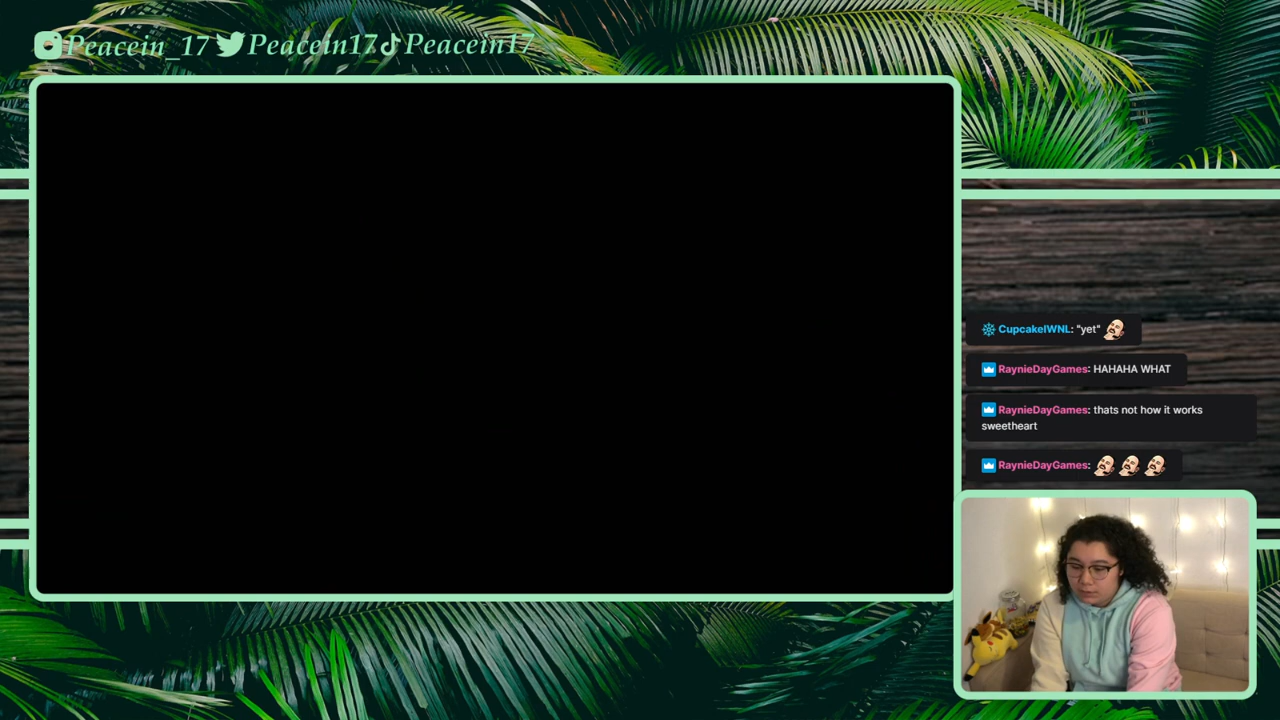 Peacein_17 Peacein17 Peacein17
CupcakeIWNL: "yet"
RaynieDayGames: HAHAHA WHAT
RaynieDayGames: thats not how it works
sweetheart
RaynieDayGames: